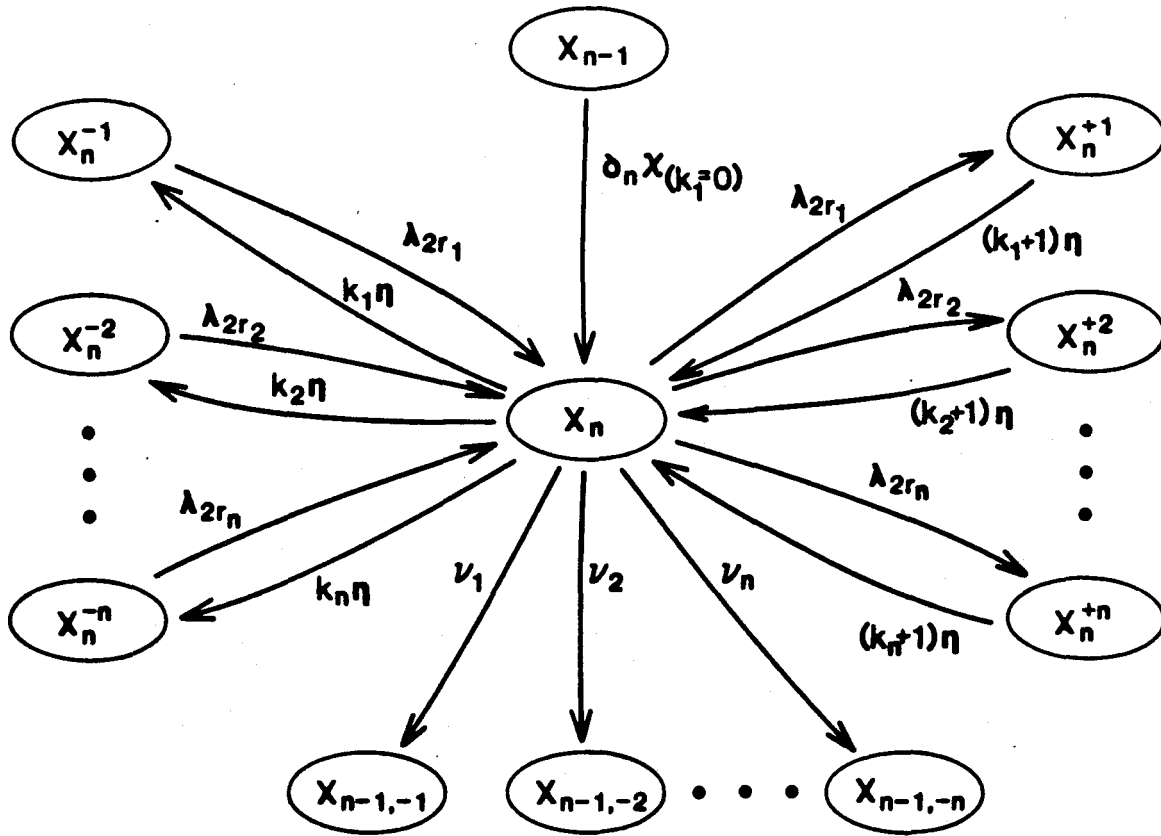 Xₙ₋₁
Xₙ⁻¹
Xₙ⁺¹
∂ₙ χ(k₁=0)
λ₂r₁
λ₂r₁
k₁η
(k₁+1)η
Xₙ⁻²
λ₂r₂
λ₂r₂
Xₙ⁺²
k₂η
(k₂+1)η
Xₙ
λ₂rₙ
λ₂rₙ
kₙη
ν₁
ν₂
νₙ
(kₙ+1)η
Xₙ⁻ⁿ
Xₙ⁺ⁿ
Xₙ₋₁,₋₁
Xₙ₋₁,₋₂
Xₙ₋₁,₋ₙ